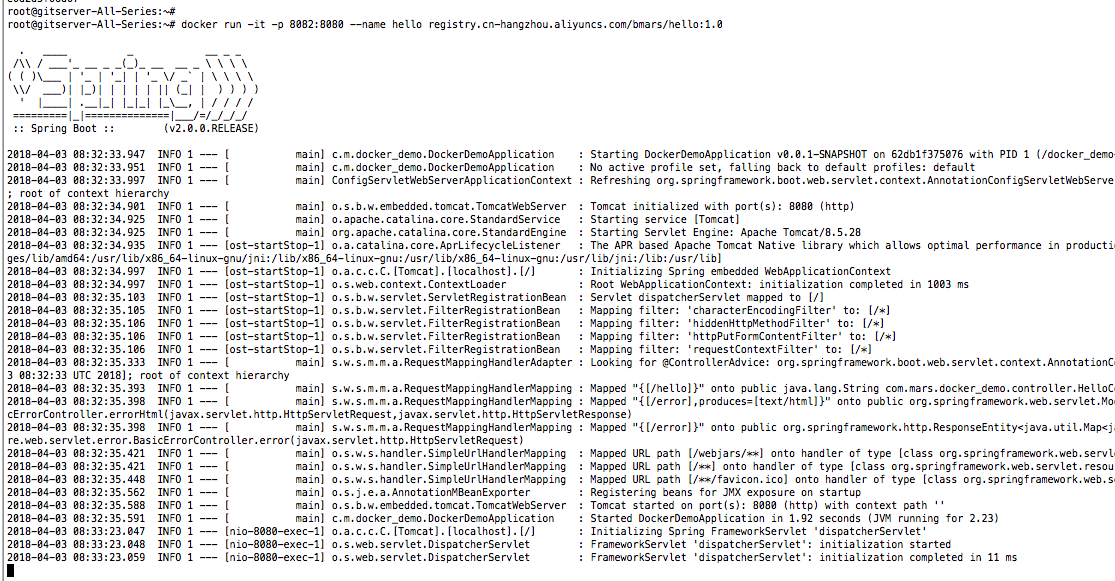 root@gitserver-All-Series:~#
root@gitserver-All-Series:~# docker run -it -p 8082:8080 --name hello registry.cn-hangzhou.aliyuncs.com/bmars/hello:1.0
  .   ____          _            __ _ _
 /\\ / ___'_ __ _ _(_)_ __  __ _ \ \ \ \
( ( )\___ | '_ | '_| | '_ \/ _` | \ \ \ \
 \\/  ___)| |_)| | | | | || (_| |  ) ) ) )
  '  |____| .__|_| |_|_| |_\__, | / / / /
 =========|_|==============|___/=/_/_/_/
 :: Spring Boot ::        (v2.0.0.RELEASE)
2018-04-03 08:32:33.947  INFO 1 --- [           main] c.m.docker_demo.DockerDemoApplication    : Starting DockerDemoApplication v0.0.1-SNAPSHOT on 62db1f375076 with PID 1 (/docker_demo-
2018-04-03 08:32:33.951  INFO 1 --- [           main] c.m.docker_demo.DockerDemoApplication    : No active profile set, falling back to default profiles: default
2018-04-03 08:32:33.997  INFO 1 --- [           main] ConfigServletWebServerApplicationContext : Refreshing org.springframework.boot.web.servlet.context.AnnotationConfigServletWebServe
; root of context hierarchy
2018-04-03 08:32:34.901  INFO 1 --- [           main] o.s.b.w.embedded.tomcat.TomcatWebServer  : Tomcat initialized with port(s): 8080 (http)
2018-04-03 08:32:34.925  INFO 1 --- [           main] o.apache.catalina.core.StandardService   : Starting service [Tomcat]
2018-04-03 08:32:34.925  INFO 1 --- [           main] org.apache.catalina.core.StandardEngine  : Starting Servlet Engine: Apache Tomcat/8.5.28
2018-04-03 08:32:34.935  INFO 1 --- [ost-startStop-1] o.a.catalina.core.AprLifecycleListener   : The APR based Apache Tomcat Native library which allows optimal performance in producti
ges/lib/amd64:/usr/lib/x86_64-linux-gnu/jni:/lib/x86_64-linux-gnu:/usr/lib/x86_64-linux-gnu:/usr/lib/jni:/lib:/usr/lib]
2018-04-03 08:32:34.997  INFO 1 --- [ost-startStop-1] o.a.c.c.C.[Tomcat].[localhost].[/]       : Initializing Spring embedded WebApplicationContext
2018-04-03 08:32:34.997  INFO 1 --- [ost-startStop-1] o.s.web.context.ContextLoader            : Root WebApplicationContext: initialization completed in 1003 ms
2018-04-03 08:32:35.103  INFO 1 --- [ost-startStop-1] o.s.b.w.servlet.ServletRegistrationBean  : Servlet dispatcherServlet mapped to [/]
2018-04-03 08:32:35.105  INFO 1 --- [ost-startStop-1] o.s.b.w.servlet.FilterRegistrationBean   : Mapping filter: 'characterEncodingFilter' to: [/*]
2018-04-03 08:32:35.106  INFO 1 --- [ost-startStop-1] o.s.b.w.servlet.FilterRegistrationBean   : Mapping filter: 'hiddenHttpMethodFilter' to: [/*]
2018-04-03 08:32:35.106  INFO 1 --- [ost-startStop-1] o.s.b.w.servlet.FilterRegistrationBean   : Mapping filter: 'httpPutFormContentFilter' to: [/*]
2018-04-03 08:32:35.106  INFO 1 --- [ost-startStop-1] o.s.b.w.servlet.FilterRegistrationBean   : Mapping filter: 'requestContextFilter' to: [/*]
2018-04-03 08:32:35.333  INFO 1 --- [           main] s.w.s.m.m.a.RequestMappingHandlerAdapter : Looking for @ControllerAdvice: org.springframework.boot.web.servlet.context.AnnotationC
3 08:32:33 UTC 2018]; root of context hierarchy
2018-04-03 08:32:35.393  INFO 1 --- [           main] s.w.s.m.m.a.RequestMappingHandlerMapping : Mapped "{[/hello]}" onto public java.lang.String com.mars.docker_demo.controller.HelloC
2018-04-03 08:32:35.398  INFO 1 --- [           main] s.w.s.m.m.a.RequestMappingHandlerMapping : Mapped "{[/error],produces=[text/html]}" onto public org.springframework.web.servlet.Mo
cErrorController.errorHtml(javax.servlet.http.HttpServletRequest,javax.servlet.http.HttpServletResponse)
2018-04-03 08:32:35.398  INFO 1 --- [           main] s.w.s.m.m.a.RequestMappingHandlerMapping : Mapped "{[/error]}" onto public org.springframework.http.ResponseEntity<java.util.Map<j
re.web.servlet.error.BasicErrorController.error(javax.servlet.http.HttpServletRequest)
2018-04-03 08:32:35.421  INFO 1 --- [           main] o.s.w.s.handler.SimpleUrlHandlerMapping  : Mapped URL path [/webjars/**] onto handler of type [class org.springframework.web.servl
2018-04-03 08:32:35.421  INFO 1 --- [           main] o.s.w.s.handler.SimpleUrlHandlerMapping  : Mapped URL path [/**] onto handler of type [class org.springframework.web.servlet.resou
2018-04-03 08:32:35.448  INFO 1 --- [           main] o.s.w.s.handler.SimpleUrlHandlerMapping  : Mapped URL path [/**/favicon.ico] onto handler of type [class org.springframework.web.s
2018-04-03 08:32:35.562  INFO 1 --- [           main] o.s.j.e.a.AnnotationMBeanExporter        : Registering beans for JMX exposure on startup
2018-04-03 08:32:35.588  INFO 1 --- [           main] o.s.b.w.embedded.tomcat.TomcatWebServer  : Tomcat started on port(s): 8080 (http) with context path ''
2018-04-03 08:32:35.591  INFO 1 --- [           main] c.m.docker_demo.DockerDemoApplication    : Started DockerDemoApplication in 1.92 seconds (JVM running for 2.23)
2018-04-03 08:33:23.047  INFO 1 --- [nio-8080-exec-1] o.a.c.c.C.[Tomcat].[localhost].[/]       : Initializing Spring FrameworkServlet 'dispatcherServlet'
2018-04-03 08:33:23.048  INFO 1 --- [nio-8080-exec-1] o.s.web.servlet.DispatcherServlet        : FrameworkServlet 'dispatcherServlet': initialization started
2018-04-03 08:33:23.059  INFO 1 --- [nio-8080-exec-1] o.s.web.servlet.DispatcherServlet        : FrameworkServlet 'dispatcherServlet': initialization completed in 11 ms